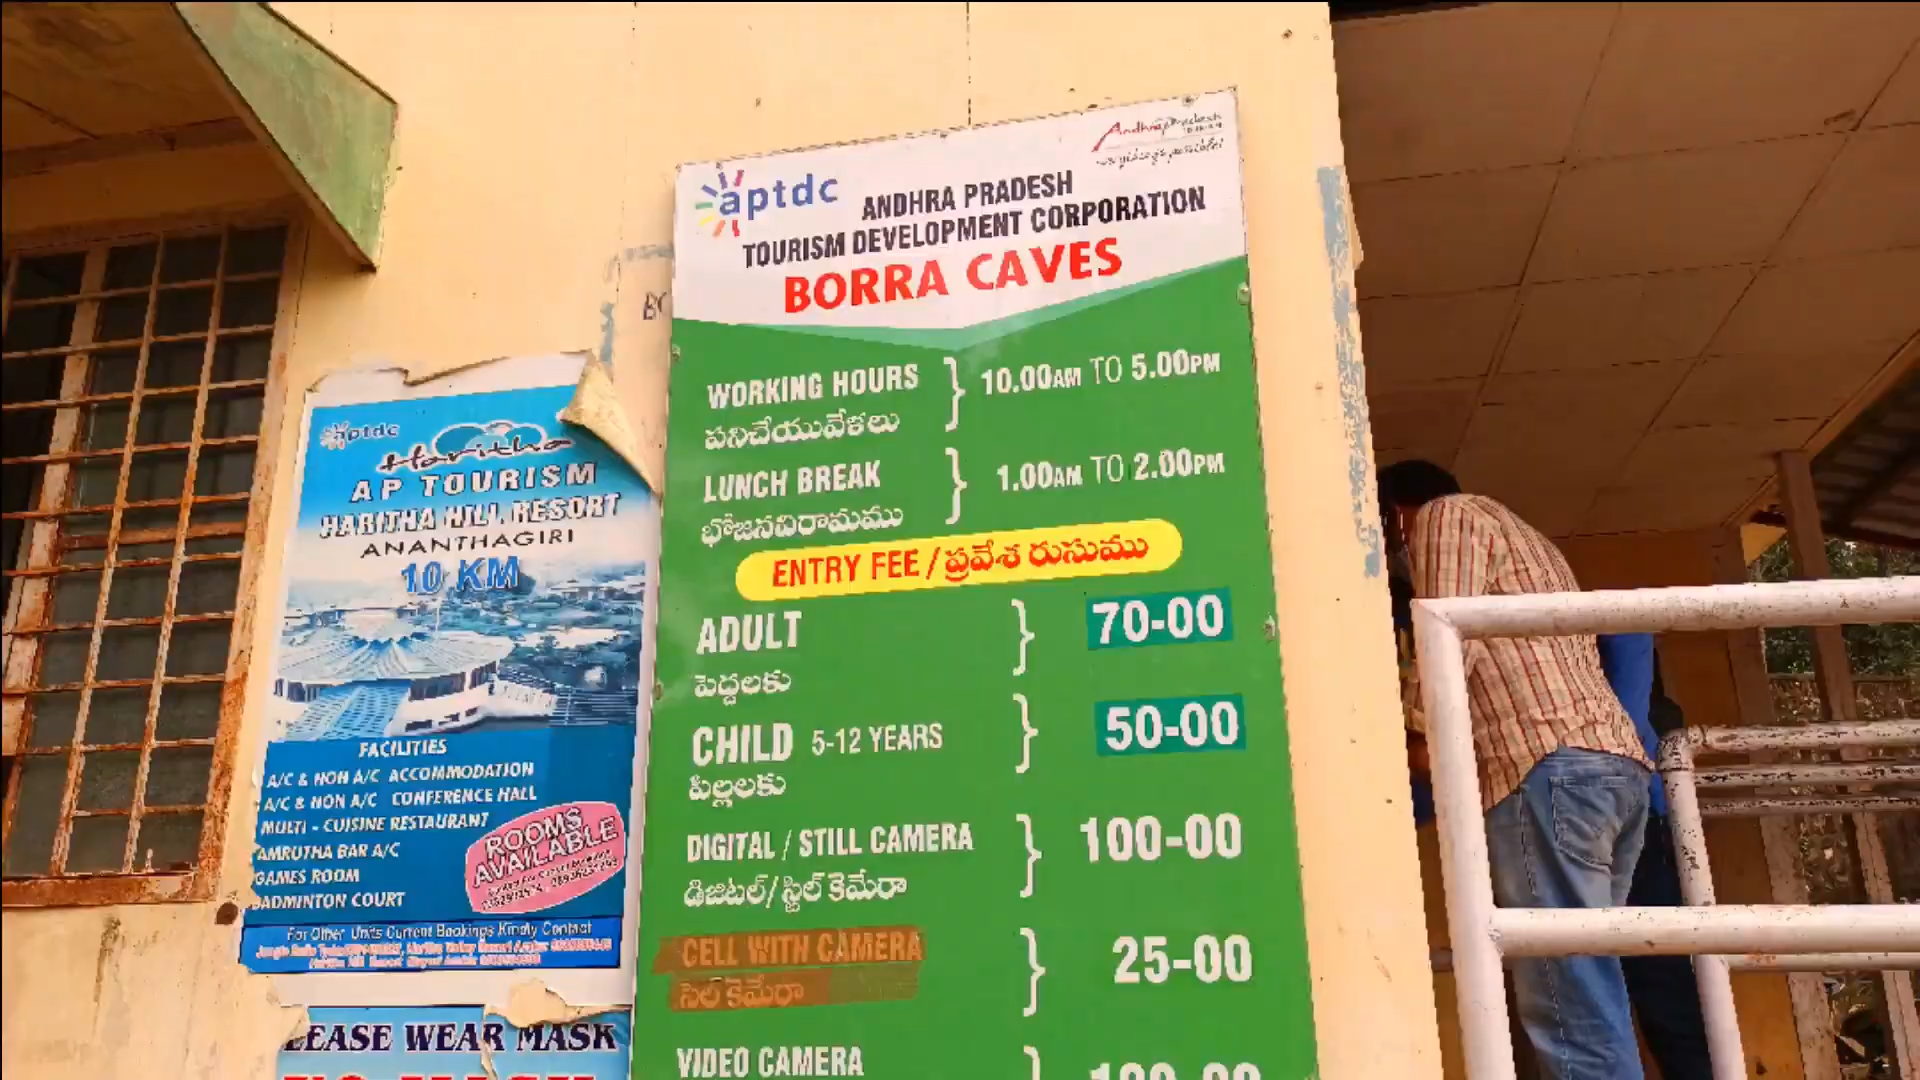 aptdc
Andhra Pradesh
ANDHRA PRADESH
TOURISM DEVELOPMENT CORPORATION
BORRA CAVES
WORKING HOURS } 10.00AM TO 5.00PM
పనిచేయువేళలు
LUNCH BREAK } 1.00AM TO 2.00PM
భోజనవిరామము
ENTRY FEE / ప్రవేశ రుసుము
ADULT } 70-00
పెద్దలకు
CHILD 5-12 YEARS } 50-00
పిల్లలకు
DIGITAL / STILL CAMERA } 100-00
డిజిటల్/ స్టిల్ కెమేరా
CELL WITH CAMERA } 25-00
సెల్ కెమేరా
VIDEO CAMERA }
aptdc
Haritha
AP TOURISM
HARITHA HILL RESORT
ANANTHAGIRI
10 KM
FACILITIES
A/C & NON A/C ACCOMMODATION
A/C & NON A/C CONFERENCE HALL
MULTI - CUISINE RESTAURANT
AMRUTHA BAR A/C
GAMES ROOM
BADMINTON COURT
ROOMS
AVAILABLE
For Other Units Current Bookings Kindly Contact
EASE WEAR MASK